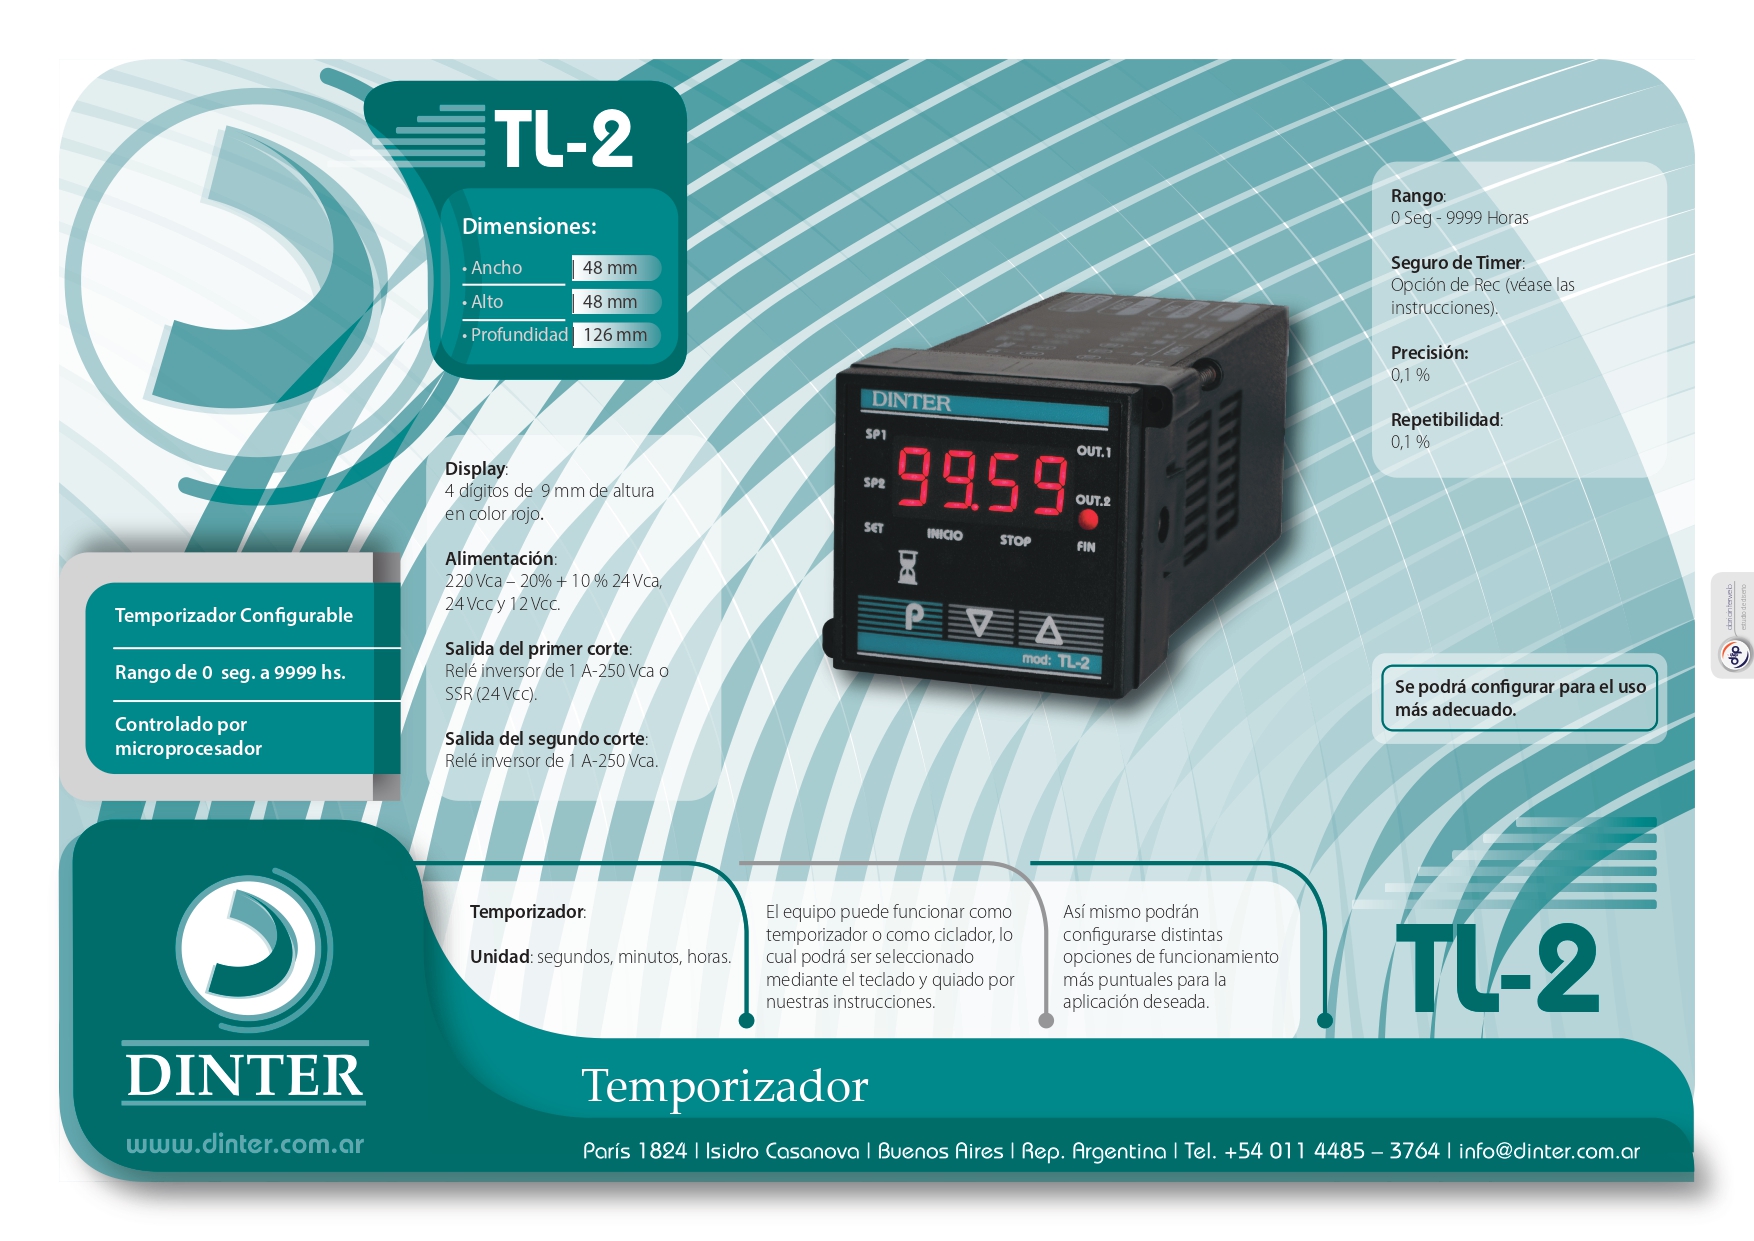 TL-2
Dimensiones:
• Ancho 48 mm
• Alto 48 mm
• Profundidad 126 mm
Rango:
0 Seg - 9999 Horas
Seguro de Timer:
Opción de Rec (véase las
instrucciones).
Precisión:
0,1 %
Repetibilidad:
0,1 %
Display:
4 dígitos de 9 mm de altura
en color rojo.
Alimentación:
220 Vca – 20% + 10 % 24 Vca,
24 Vcc y 12 Vcc.
Salida del primer corte:
Relé inversor de 1 A-250 Vca o
SSR (24 Vcc).
Salida del segundo corte:
Relé inversor de 1 A-250 Vca.
DINTER
SP1
OUT.1
99.59
SP2
OUT.2
SET
INICIO
STOP
FIN
P
mod: TL-2
Temporizador Configurable
Rango de 0 seg. a 9999 hs.
Controlado por
microprocesador
Se podrá configurar para el uso
más adecuado.
Temporizador:
Unidad: segundos, minutos, horas.
El equipo puede funcionar como
temporizador o como ciclador, lo
cual podrá ser seleccionado
mediante el teclado y quiado por
nuestras instrucciones.
Así mismo podrán
configurarse distintas
opciones de funcionamiento
más puntuales para la
aplicación deseada.
TL-2
DINTER
www.dinter.com.ar
Temporizador
París 1824 | Isidro Casanova | Buenos Aires | Rep. Argentina | Tel. +54 011 4485 – 3764 | info@dinter.com.ar